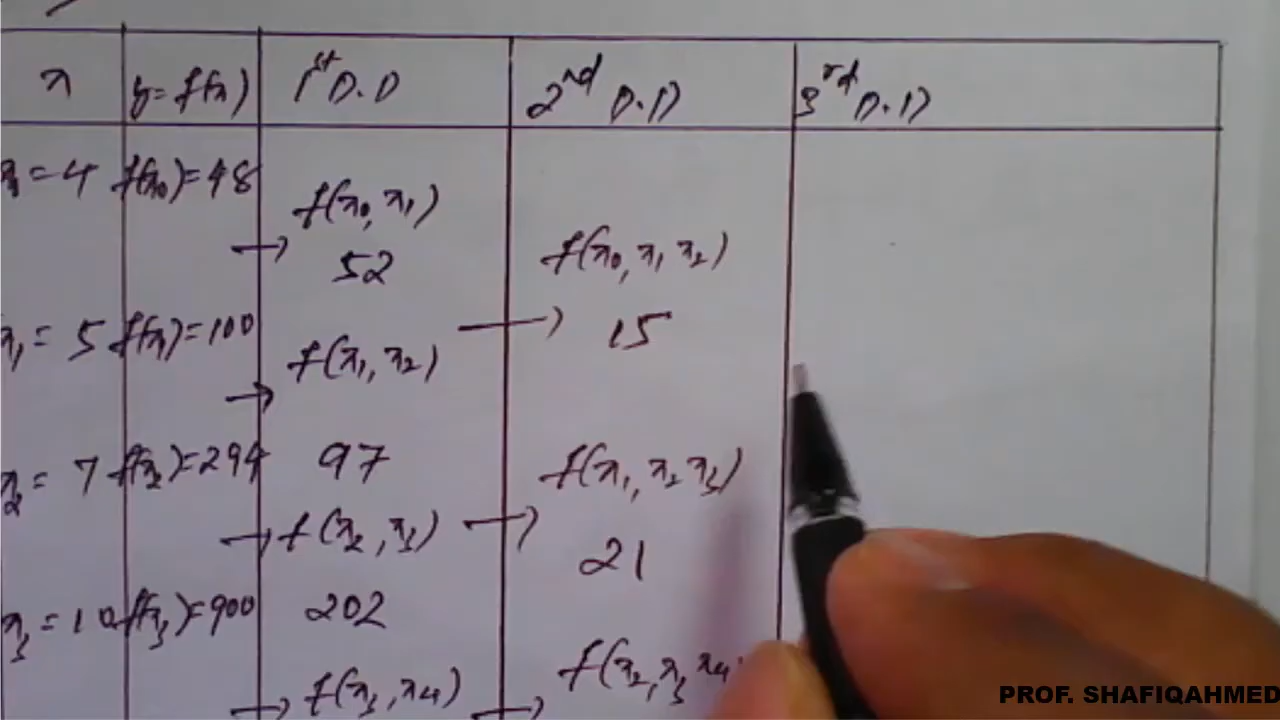 x y=f(x) 1st D.D 2nd D.D 3rd D.D
x₀=4 f(x₀)=48
f(x₀,x₁)
→ 52
f(x₀,x₁ x₂)
→ 15
x₁= 5 f(x₁)=100
f(x₁,x₂)
→
x₂= 7 f(x₂)=294 97
f(x₁,x₂ x₃)
→ f(x₂,x₃) →
21
x₃=10 f(x₃)=900 202
→ f(x₃,x₄) → f(x₂,x₃ x₄
PROF. SHAFIQAHMED